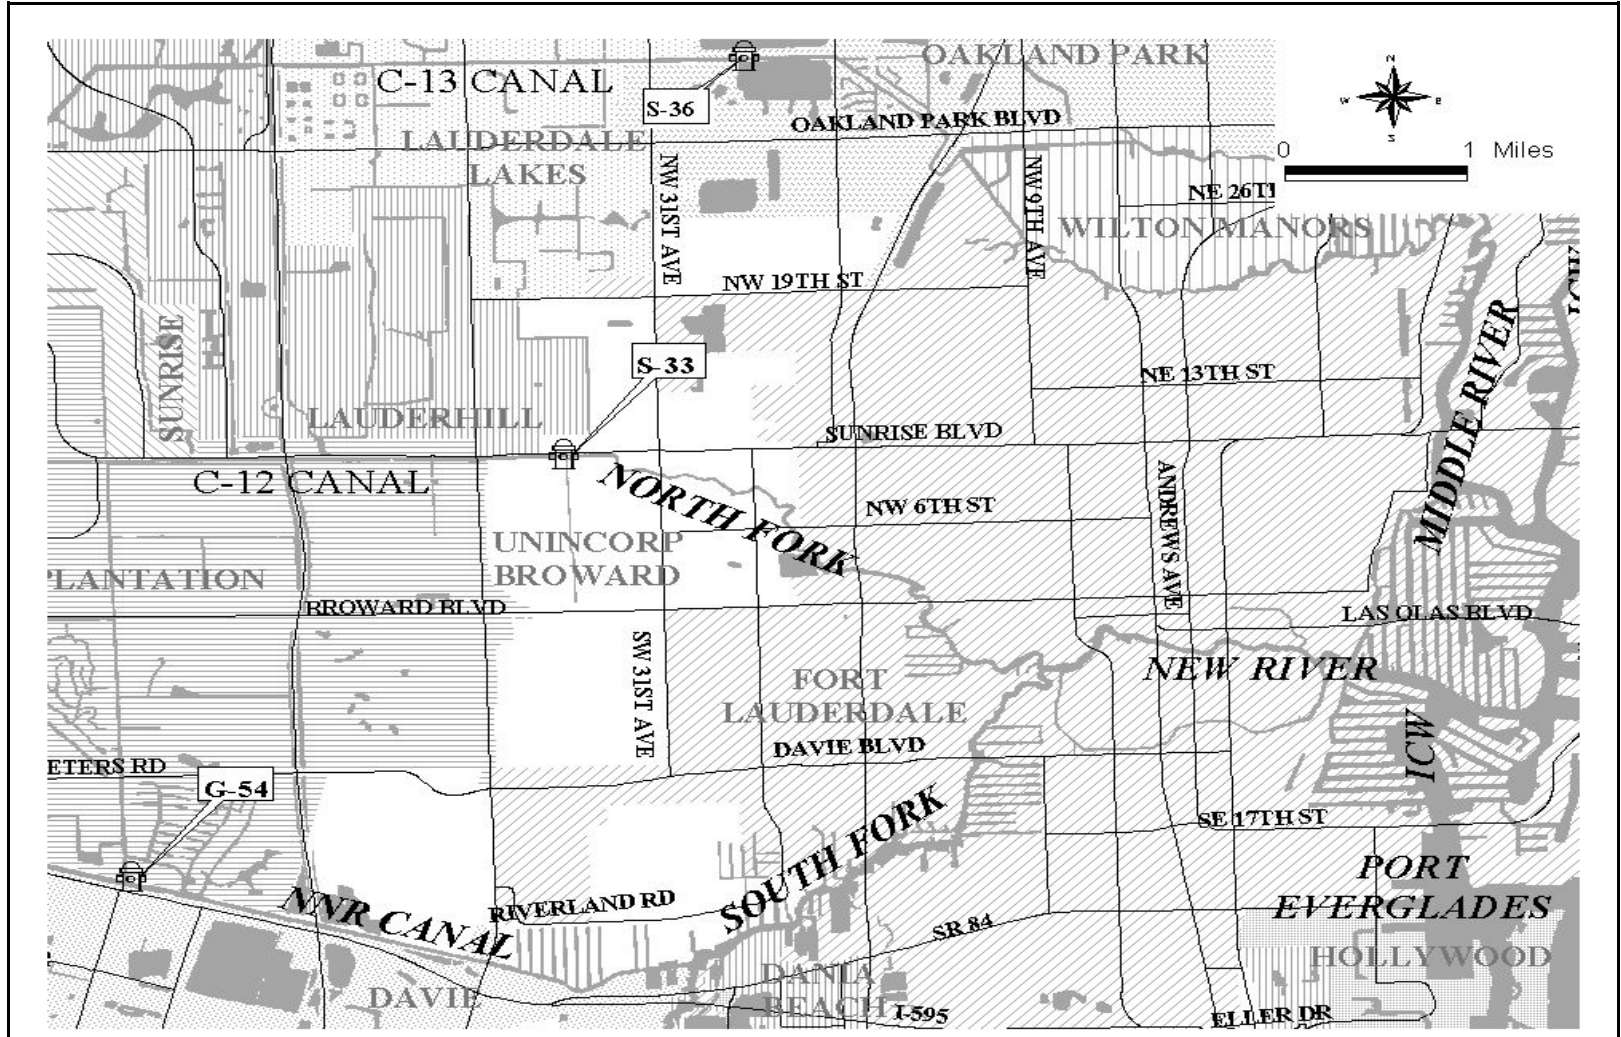 OAKLAND PARK
C-13 CANAL
S-36
N
W E
S
OAKLAND PARK BLVD
LAUDERDALE
LAKES
0 1 Miles
NW 31ST AVE
NW 9TH AVE
WILTON MANORS
NW 19TH ST
SUNRISE
S-33
MIDDLE RIVER
NE 13TH ST
LAUDERHILL
SUNRISE BLVD
C-12 CANAL
NORTH FORK
NW 6TH ST
ANDREWS AVE
UNINCORP
BROWARD
PLANTATION
BROWARD BLVD
LAS OLAS BLVD
SW 31ST AVE
NEW RIVER
FORT
LAUDERDALE
DAVIE BLVD
ICW
ETERS RD
G-54
SE 17TH ST
SOUTH FORK
PORT
EVERGLADES
NNR CANAL
RIVERLAND RD
SR 84
HOLLYWOOD
DAVIE
DANIA
BEACH
I-595
ELLER DR